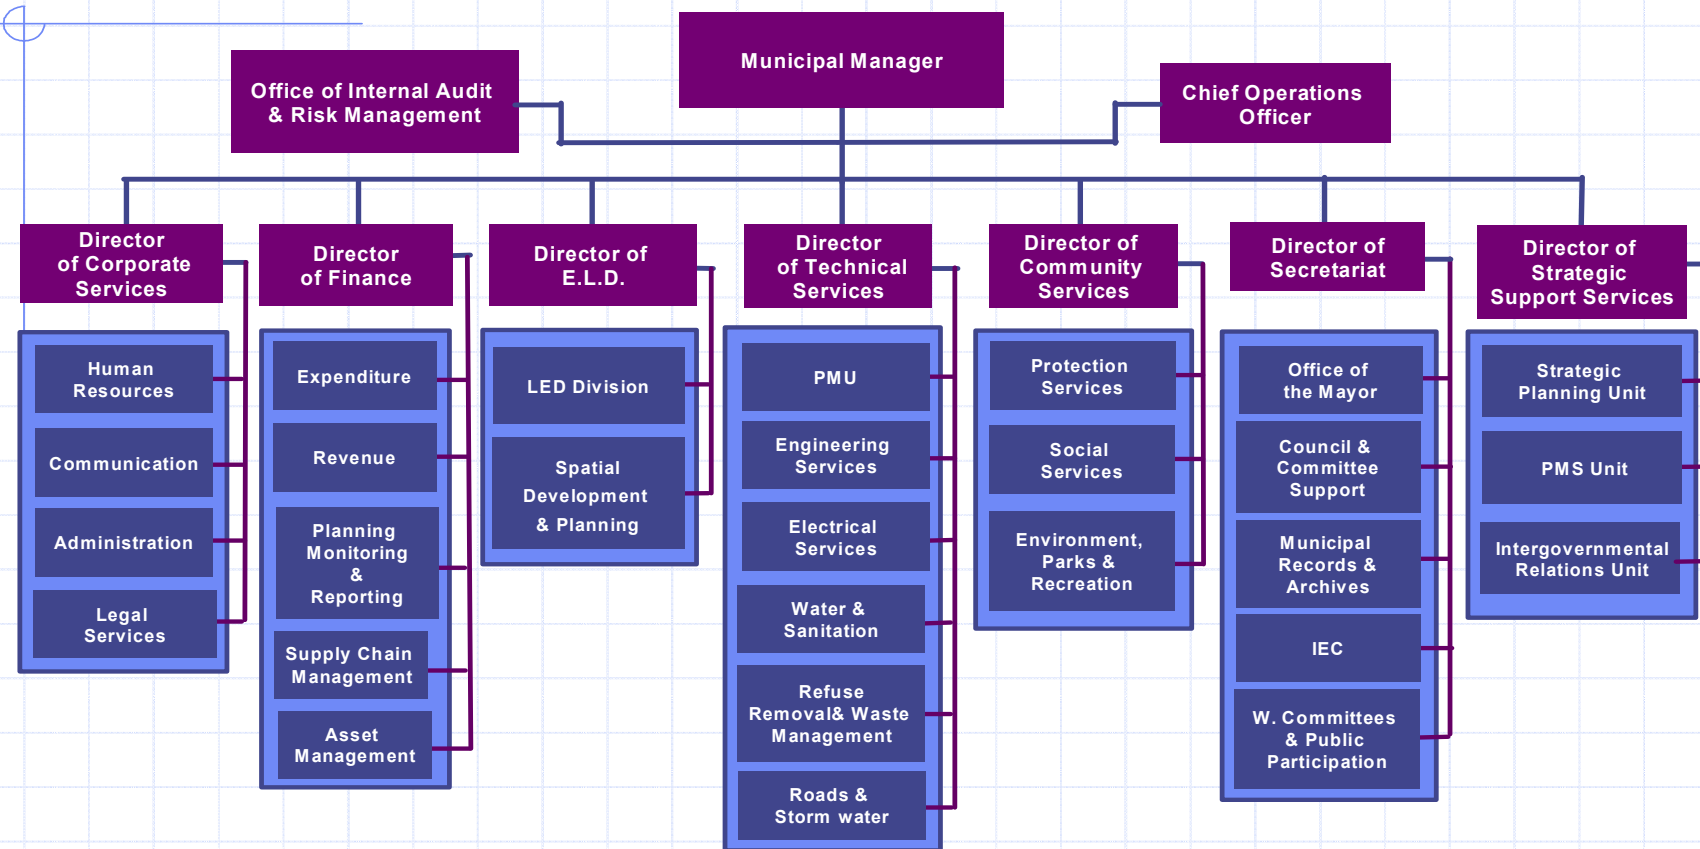 Municipal Manager
Office of Internal Audit
& Risk Management
Chief Operations
Officer
Director
of Corporate
Services
Human
Resources
Communication
Administration
Legal
Services
Director
of Finance
Expenditure
Revenue
Planning
Monitoring
&
Reporting
Supply Chain
Management
Asset
Management
Director of
E.L.D.
LED Division
Spatial
Development
& Planning
Director
of Technical
Services
PMU
Engineering
Services
Electrical
Services
Water &
Sanitation
Refuse
Removal& Waste
Management
Roads &
Storm water
Director of
Community
Services
Protection
Services
Social
Services
Environment,
Parks &
Recreation
Director of
Secretariat
Office of
the Mayor
Council &
Committee
Support
Municipal
Records &
Archives
IEC
W. Committees
& Public
Participation
Director of
Strategic
Support Services
Strategic
Planning Unit
PMS Unit
Intergovernmental
Relations Unit